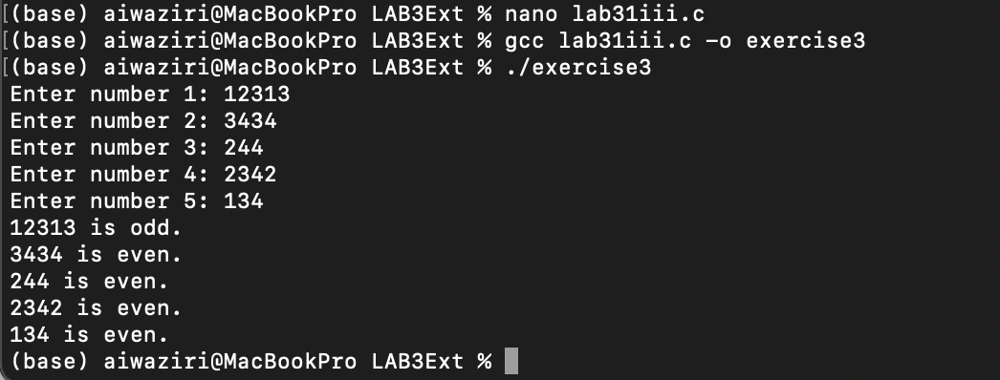 [(base) aiwaziri@MacBookPro LAB3Ext % nano lab31iii.c
[(base) aiwaziri@MacBookPro LAB3Ext % gcc lab31iii.c -o exercise3
[(base) aiwaziri@MacBookPro LAB3Ext % ./exercise3
Enter number 1: 12313
Enter number 2: 3434
Enter number 3: 244
Enter number 4: 2342
Enter number 5: 134
12313 is odd.
3434 is even.
244 is even.
2342 is even.
134 is even.
(base) aiwaziri@MacBookPro LAB3Ext %